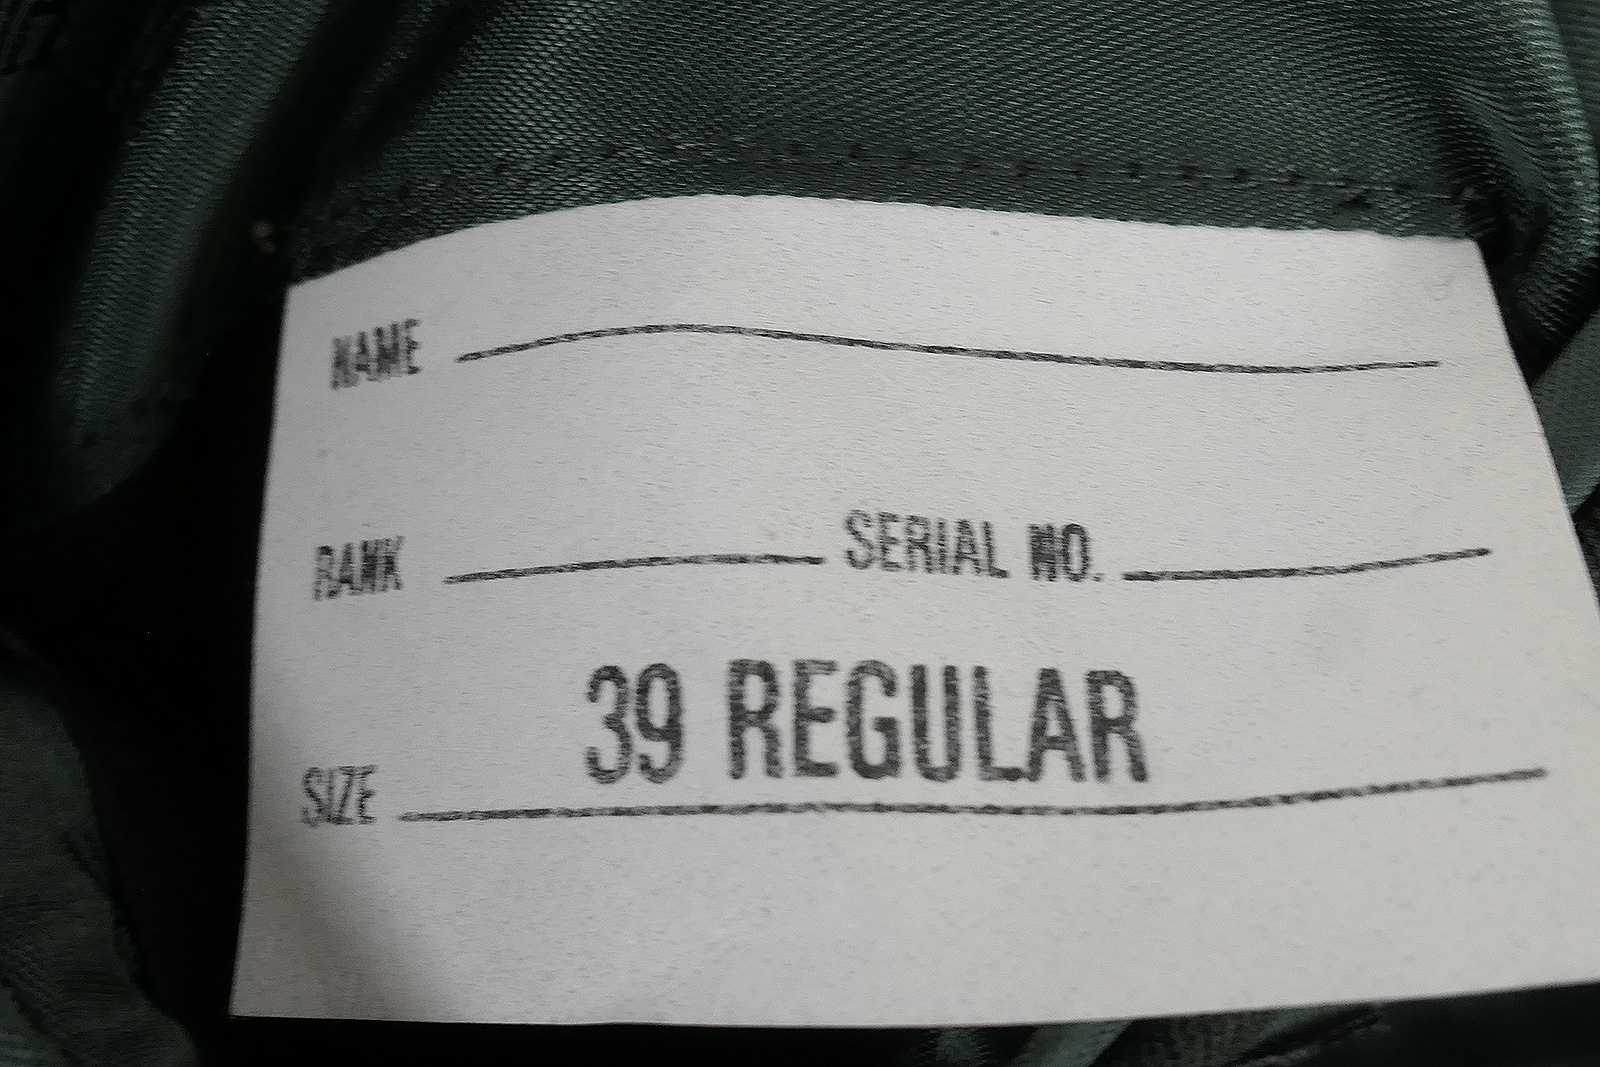 NAME
RANK SERIAL NO.
39 REGULAR
SIZE